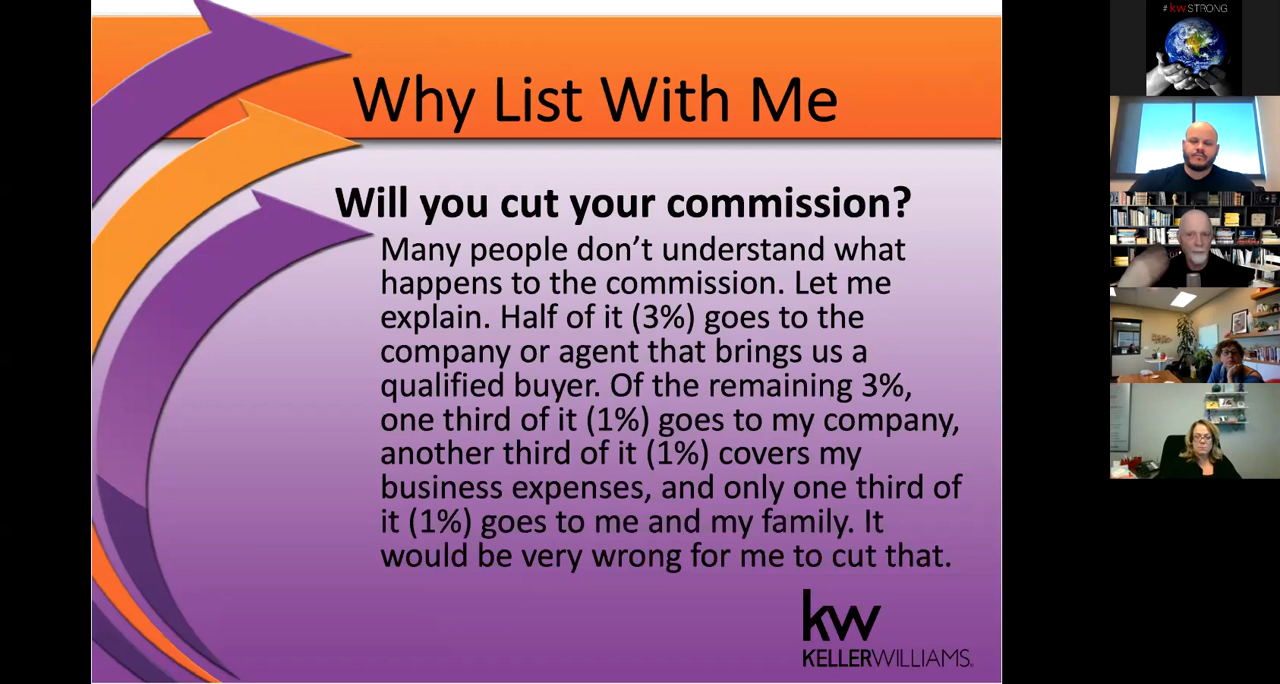 Why List With Me
Will you cut your commission?
Many people don’t understand what
happens to the commission. Let me
explain. Half of it (3%) goes to the
company or agent that brings us a
qualified buyer. Of the remaining 3%,
one third of it (1%) goes to my company,
another third of it (1%) covers my
business expenses, and only one third of
it (1%) goes to me and my family. It
would be very wrong for me to cut that.
kw
KELLERWILLIAMS.
#kwSTRONG